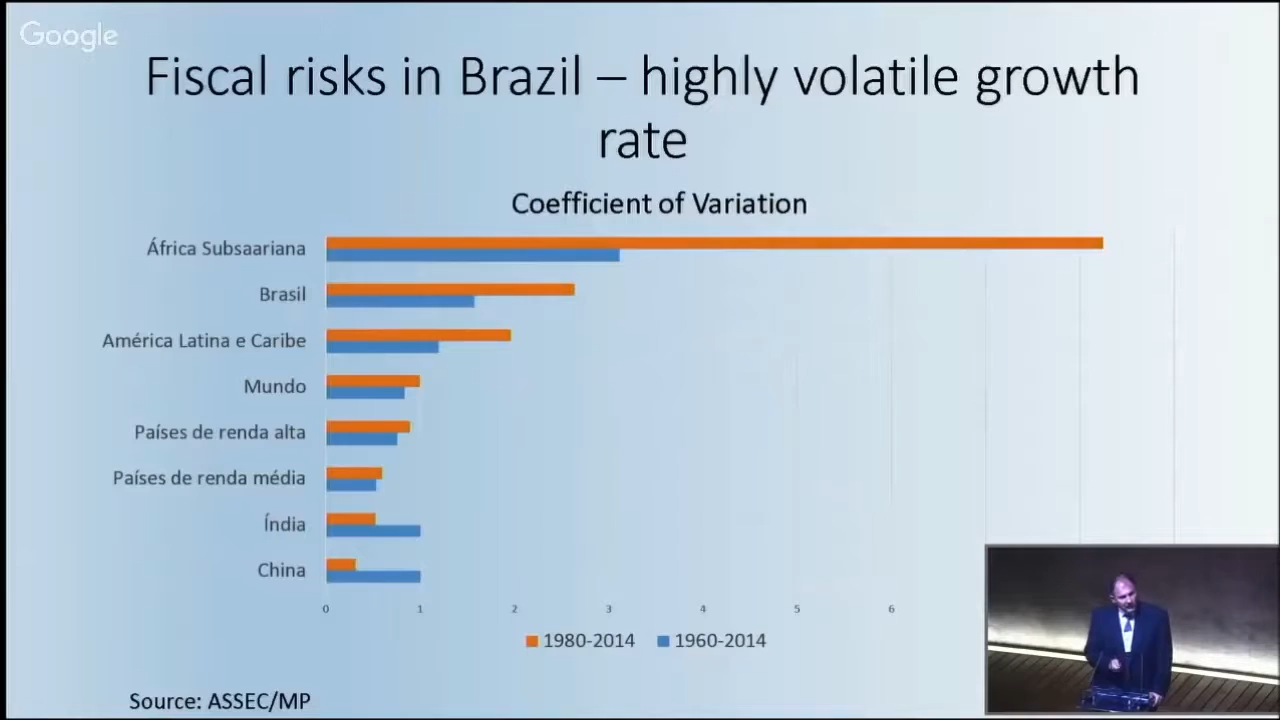 Google
Fiscal risks in Brazil – highly volatile growth
rate
Coefficient of Variation
África Subsaariana
Brasil
América Latina e Caribe
Mundo
Países de renda alta
Países de renda média
Índia
China
0 1 2 3 4 5 6
1980-2014 1960-2014
Source: ASSEC/MP